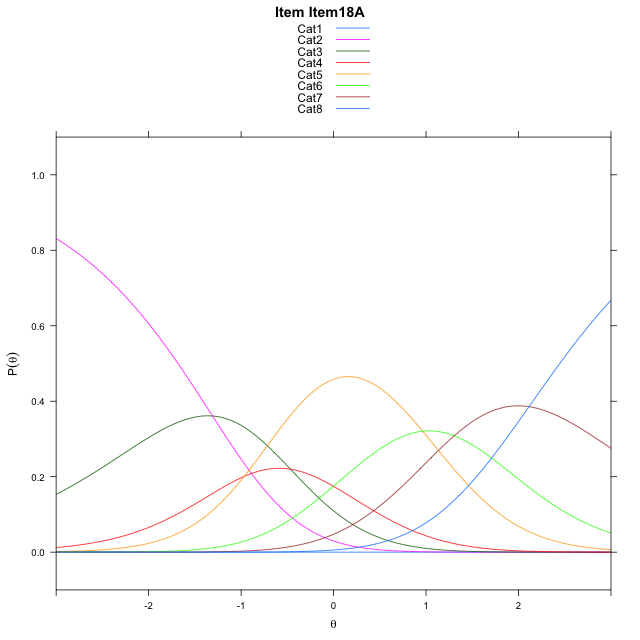 Item Item18A
Cat1
Cat2
Cat3
Cat4
Cat5
Cat6
Cat7
Cat8
1.0
0.8
0.6
0.4
0.2
0.0
P(θ)
-2 -1 0 1 2
θ